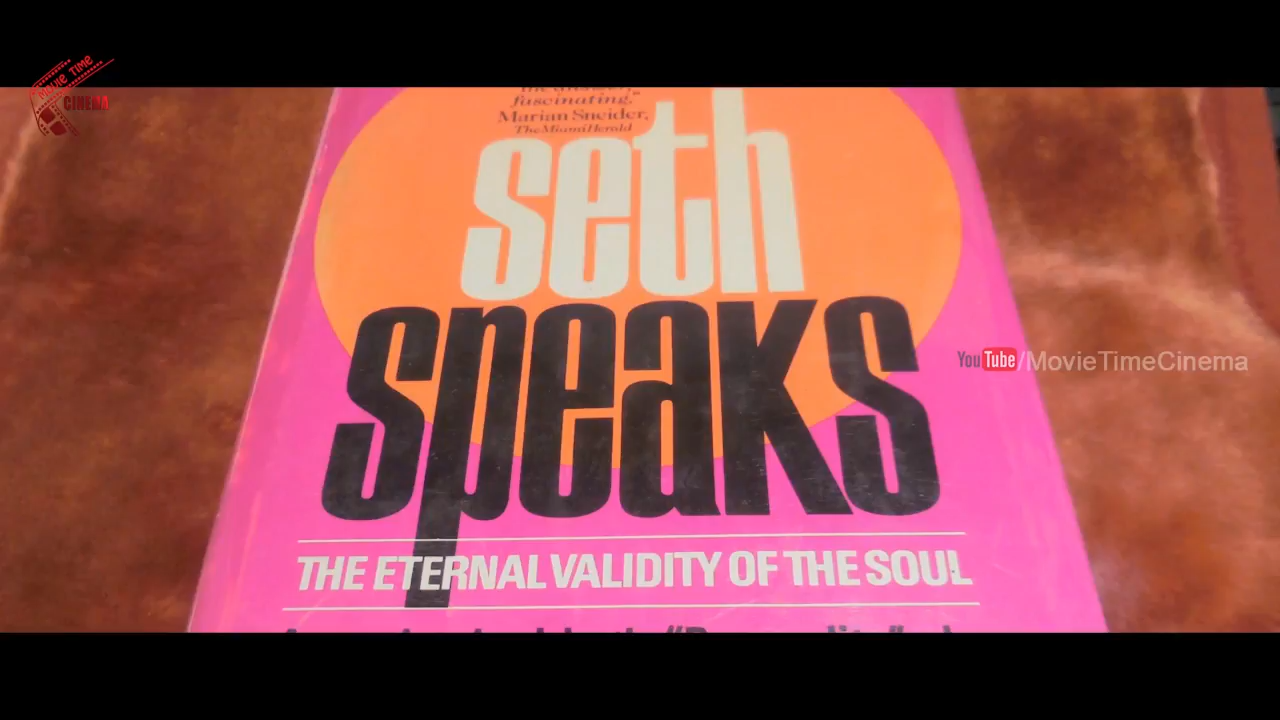 MOVIE TIME
CINEMA
fascinating,"
Marian Sneider,
The Miami Herald
seth
speaks
YouTube/MovieTimeCinema
THE ETERNAL VALIDITY OF THE SOUL